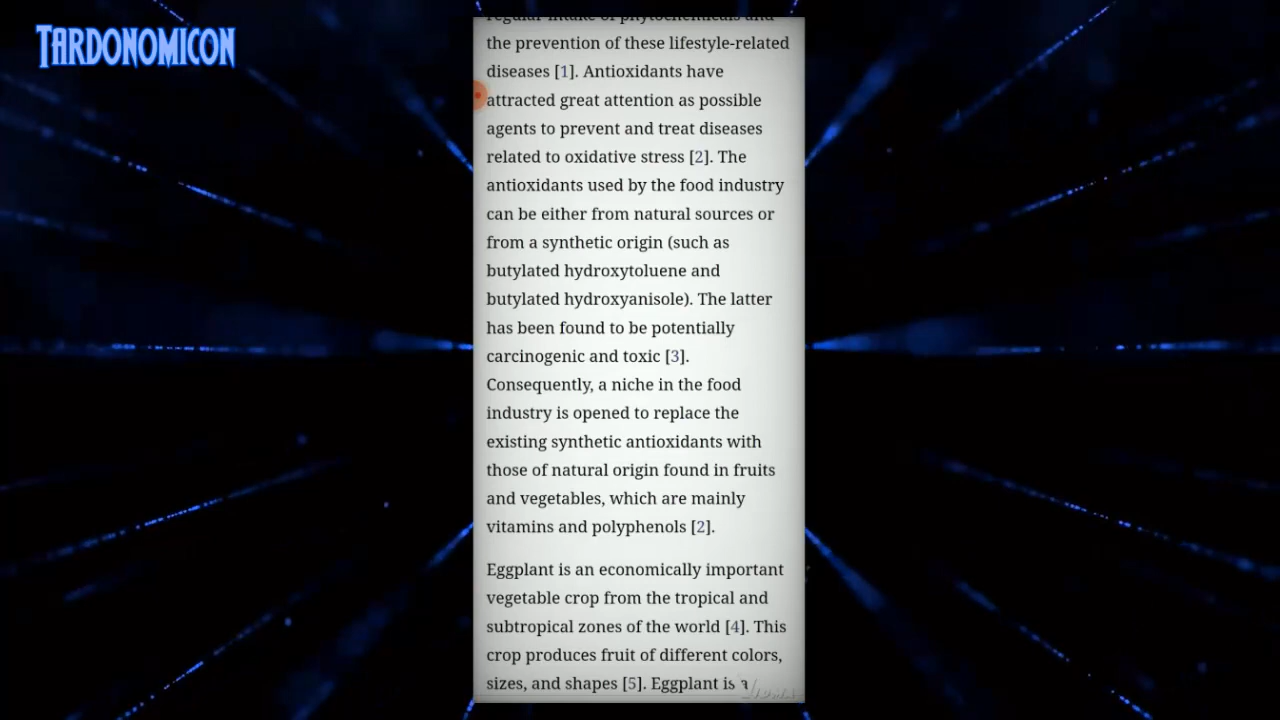 TARDONOMICON
regular intake of phytochemicals and
the prevention of these lifestyle-related
diseases [1]. Antioxidants have
attracted great attention as possible
agents to prevent and treat diseases
related to oxidative stress [2]. The
antioxidants used by the food industry
can be either from natural sources or
from a synthetic origin (such as
butylated hydroxytoluene and
butylated hydroxyanisole). The latter
has been found to be potentially
carcinogenic and toxic [3].
Consequently, a niche in the food
industry is opened to replace the
existing synthetic antioxidants with
those of natural origin found in fruits
and vegetables, which are mainly
vitamins and polyphenols [2].
Eggplant is an economically important
vegetable crop from the tropical and
subtropical zones of the world [4]. This
crop produces fruit of different colors,
sizes, and shapes [5]. Eggplant is a